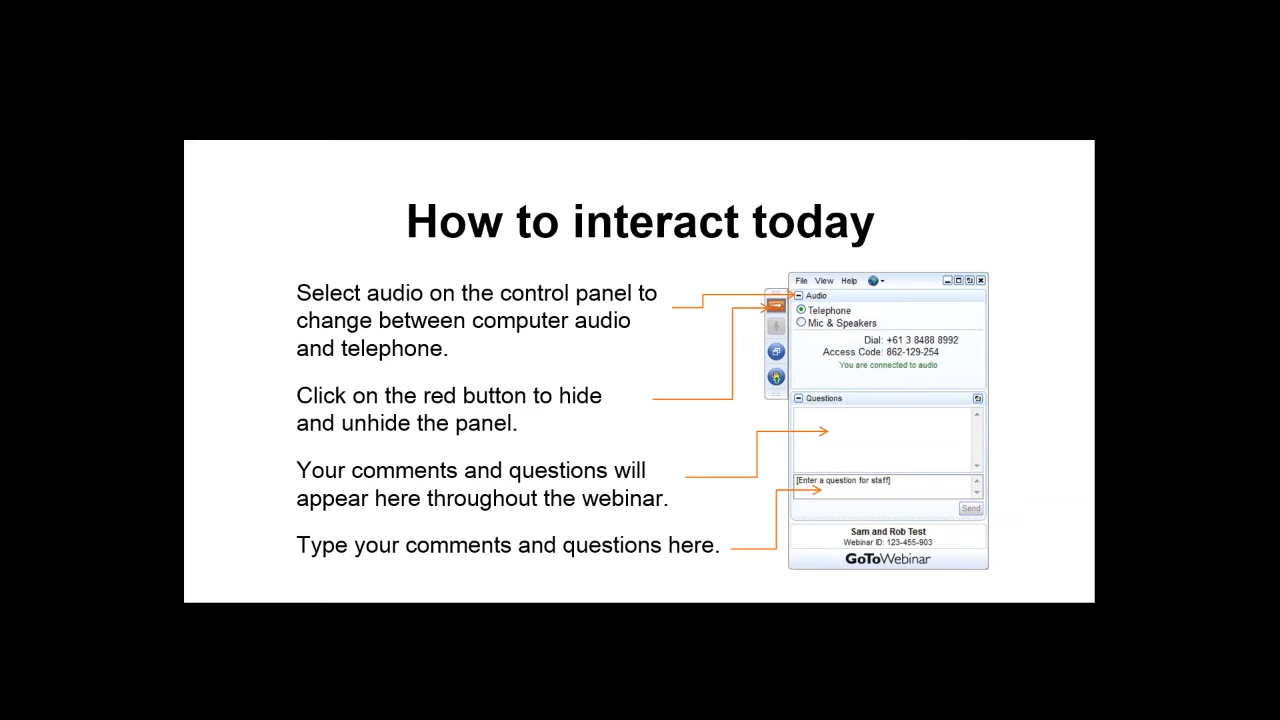 How to interact today
Select audio on the control panel to
change between computer audio
and telephone.
Click on the red button to hide
and unhide the panel.
Your comments and questions will
appear here throughout the webinar.
Type your comments and questions here.
File View Help
Audio
Telephone
Mic & Speakers
Dial: +61 3 8488 8992
Access Code: 862-129-254
You are connected to audio
Questions
[Enter a question for staff]
Send
Sam and Rob Test
Webinar ID: 123-455-903
GoToWebinar